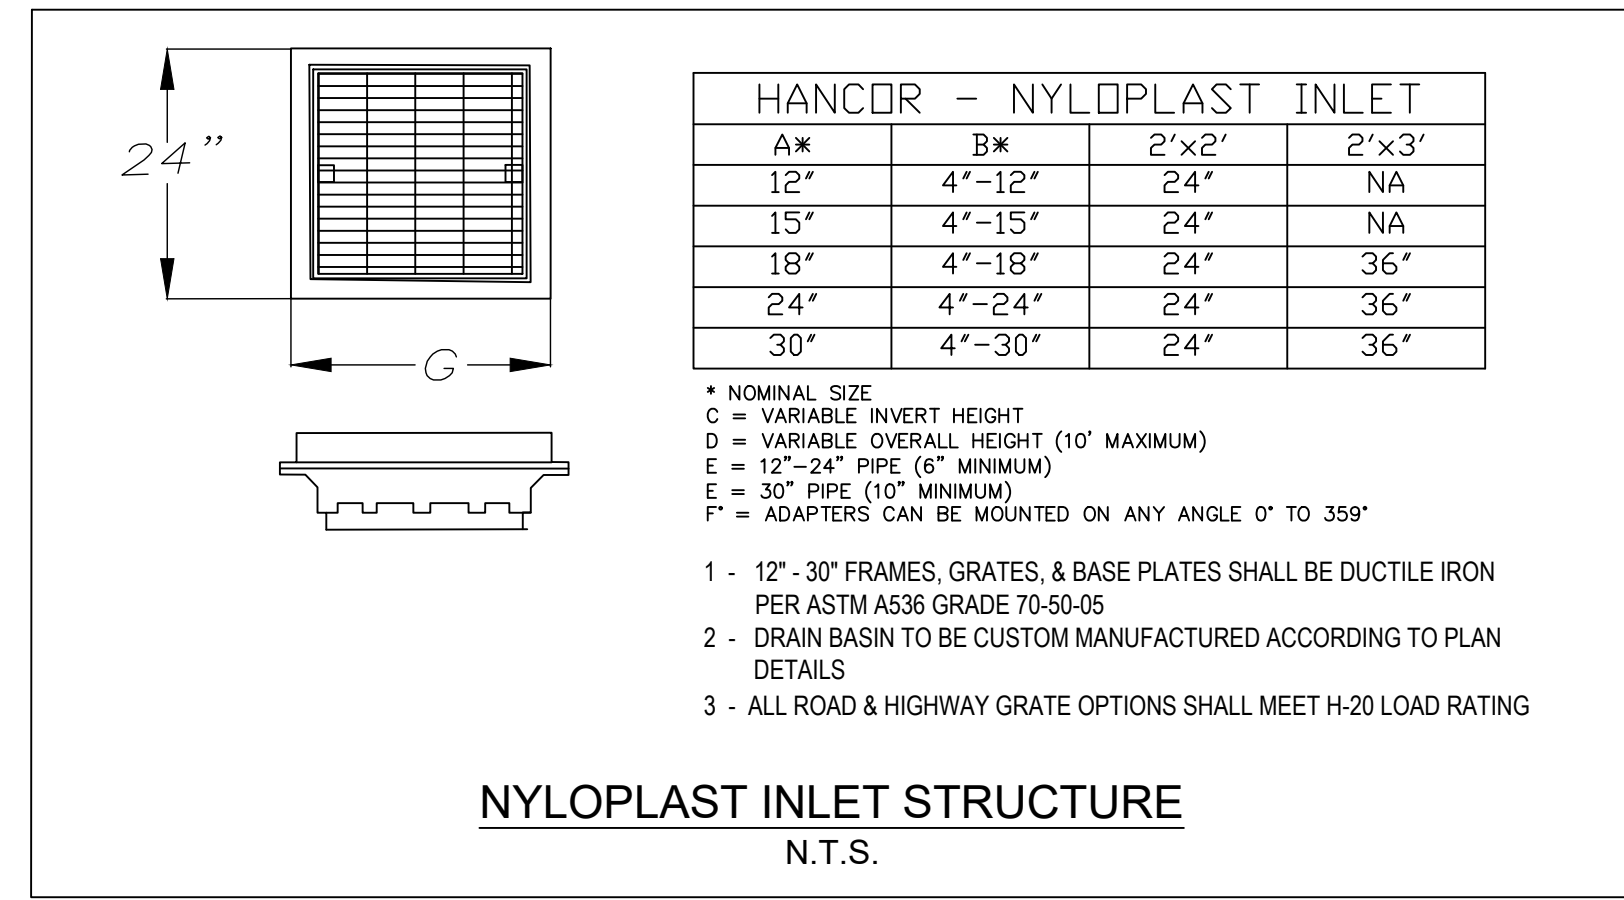 24”
G
HANCOR - NYLOPLAST INLET
A* B* 2'x2' 2'x3'
12" 4"-12" 24" NA
15" 4"-15" 24" NA
18" 4"-18" 24" 36"
24" 4"-24" 24" 36"
30" 4"-30" 24" 36"
* NOMINAL SIZE
C = VARIABLE INVERT HEIGHT
D = VARIABLE OVERALL HEIGHT (10' MAXIMUM)
E = 12"-24" PIPE (6" MINIMUM)
E = 30" PIPE (10" MINIMUM)
F° = ADAPTERS CAN BE MOUNTED ON ANY ANGLE 0° TO 359°
1 - 12" - 30" FRAMES, GRATES, & BASE PLATES SHALL BE DUCTILE IRON
PER ASTM A536 GRADE 70-50-05
2 - DRAIN BASIN TO BE CUSTOM MANUFACTURED ACCORDING TO PLAN
DETAILS
3 - ALL ROAD & HIGHWAY GRATE OPTIONS SHALL MEET H-20 LOAD RATING
NYLOPLAST INLET STRUCTURE
N.T.S.